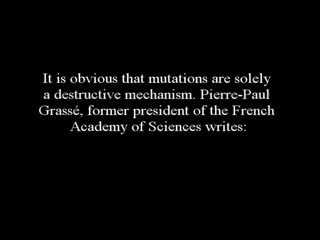 It is obvious that mutations are solely
a destructive mechanism. Pierre-Paul
Grassé, former president of the French
Academy of Sciences writes: